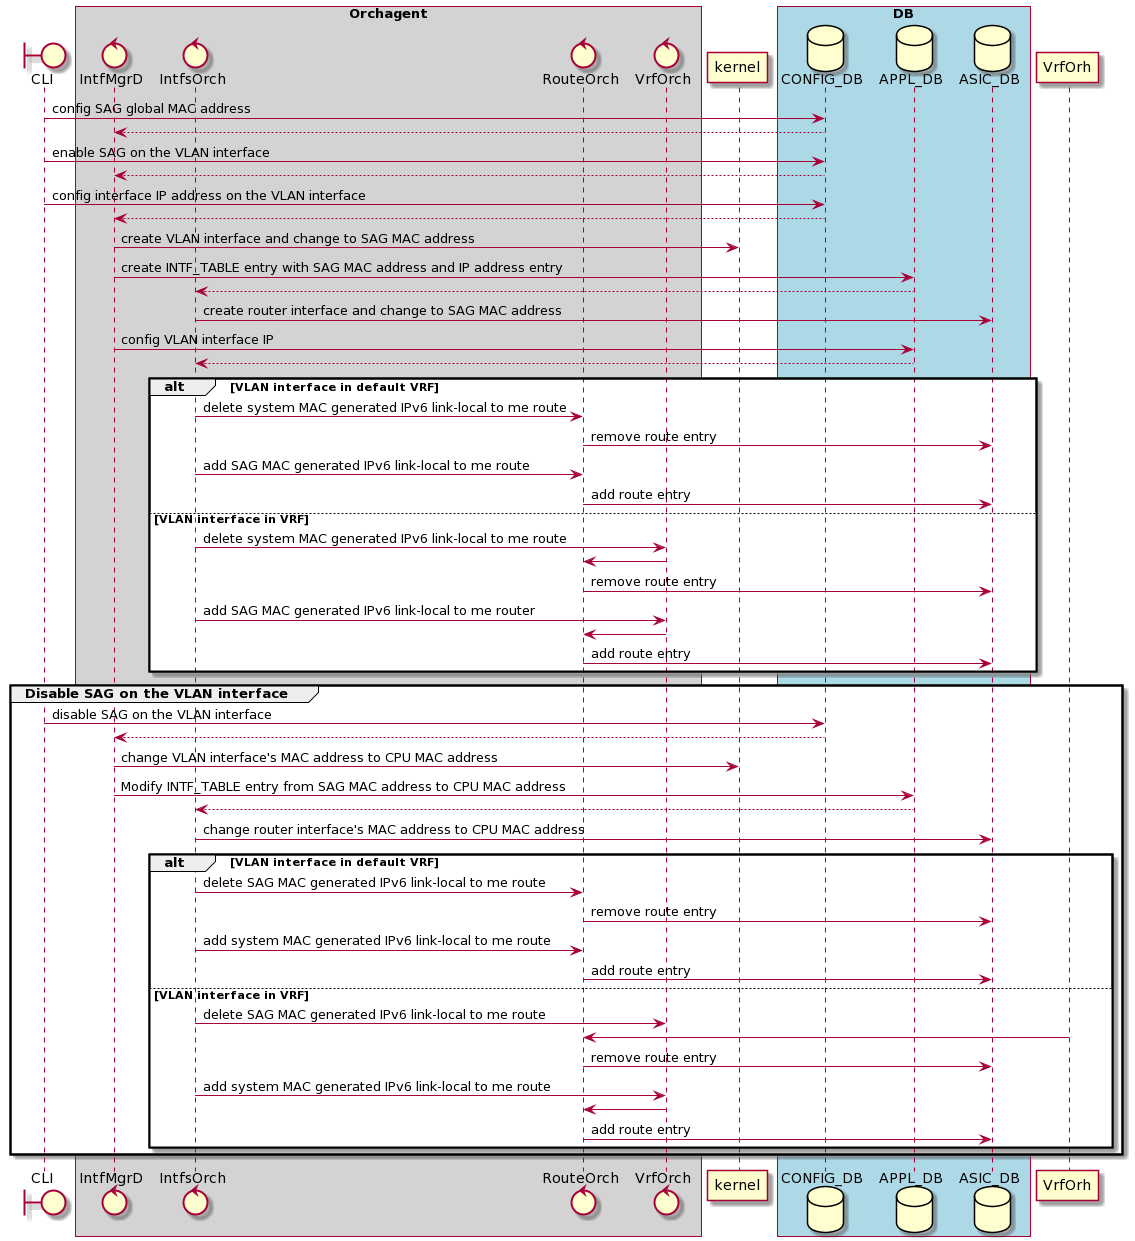 Orchagent
DB
CLI
IntfMgrD
IntfsOrch
RouteOrch
VrfOrch
kernel
CONFIG_DB
APPL_DB
ASIC_DB
VrfOrh
config SAG global MAC address
enable SAG on the VLAN interface
config interface IP address on the VLAN interface
create VLAN interface and change to SAG MAC address
create INTF_TABLE entry with SAG MAC address and IP address entry
create router interface and change to SAG MAC address
config VLAN interface IP
alt [VLAN interface in default VRF]
delete system MAC generated IPv6 link-local to me route
remove route entry
add SAG MAC generated IPv6 link-local to me route
add route entry
[VLAN interface in VRF]
delete system MAC generated IPv6 link-local to me route
remove route entry
add SAG MAC generated IPv6 link-local to me router
add route entry
Disable SAG on the VLAN interface
disable SAG on the VLAN interface
change VLAN interface's MAC address to CPU MAC address
Modify INTF_TABLE entry from SAG MAC address to CPU MAC address
change router interface's MAC address to CPU MAC address
alt [VLAN interface in default VRF]
delete SAG MAC generated IPv6 link-local to me route
remove route entry
add system MAC generated IPv6 link-local to me route
add route entry
[VLAN interface in VRF]
delete SAG MAC generated IPv6 link-local to me route
remove route entry
add system MAC generated IPv6 link-local to me route
add route entry
CLI
IntfMgrD
IntfsOrch
RouteOrch
VrfOrch
kernel
CONFIG_DB
APPL_DB
ASIC_DB
VrfOrh